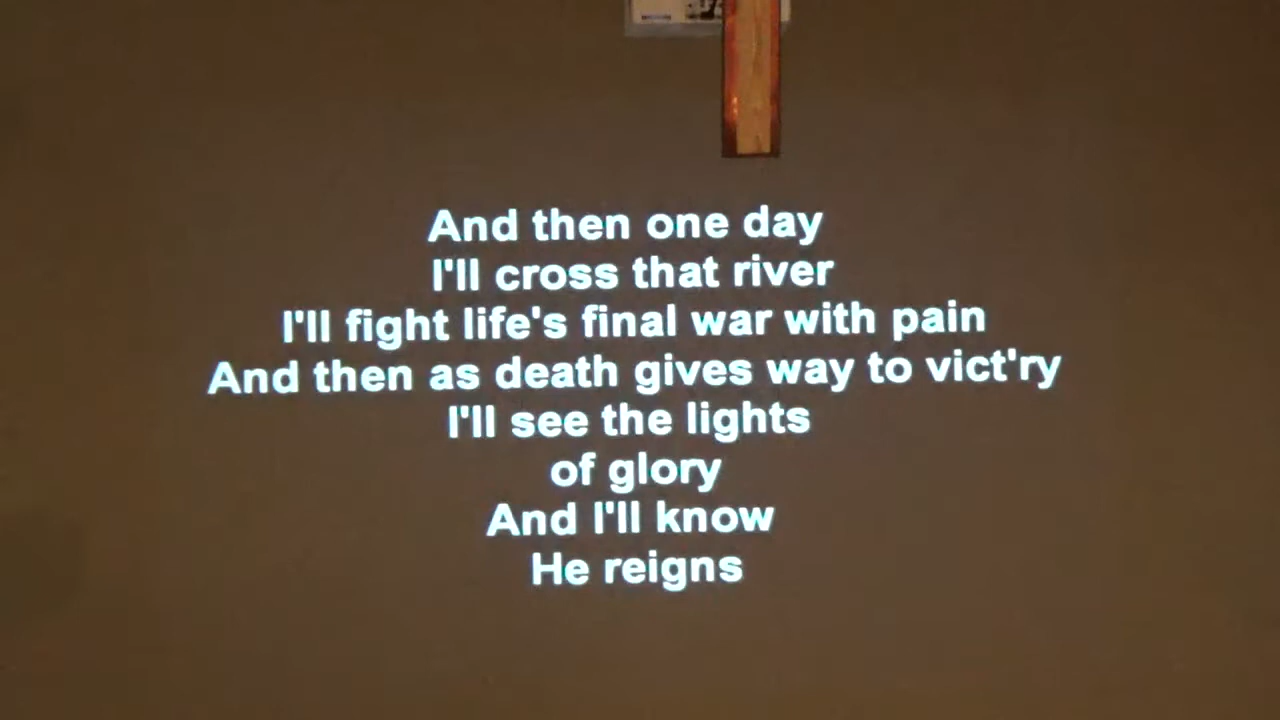 And then one day
I'll cross that river
I'll fight life's final war with pain
And then as death gives way to vict'ry
I'll see the lights
of glory
And I'll know
He reigns